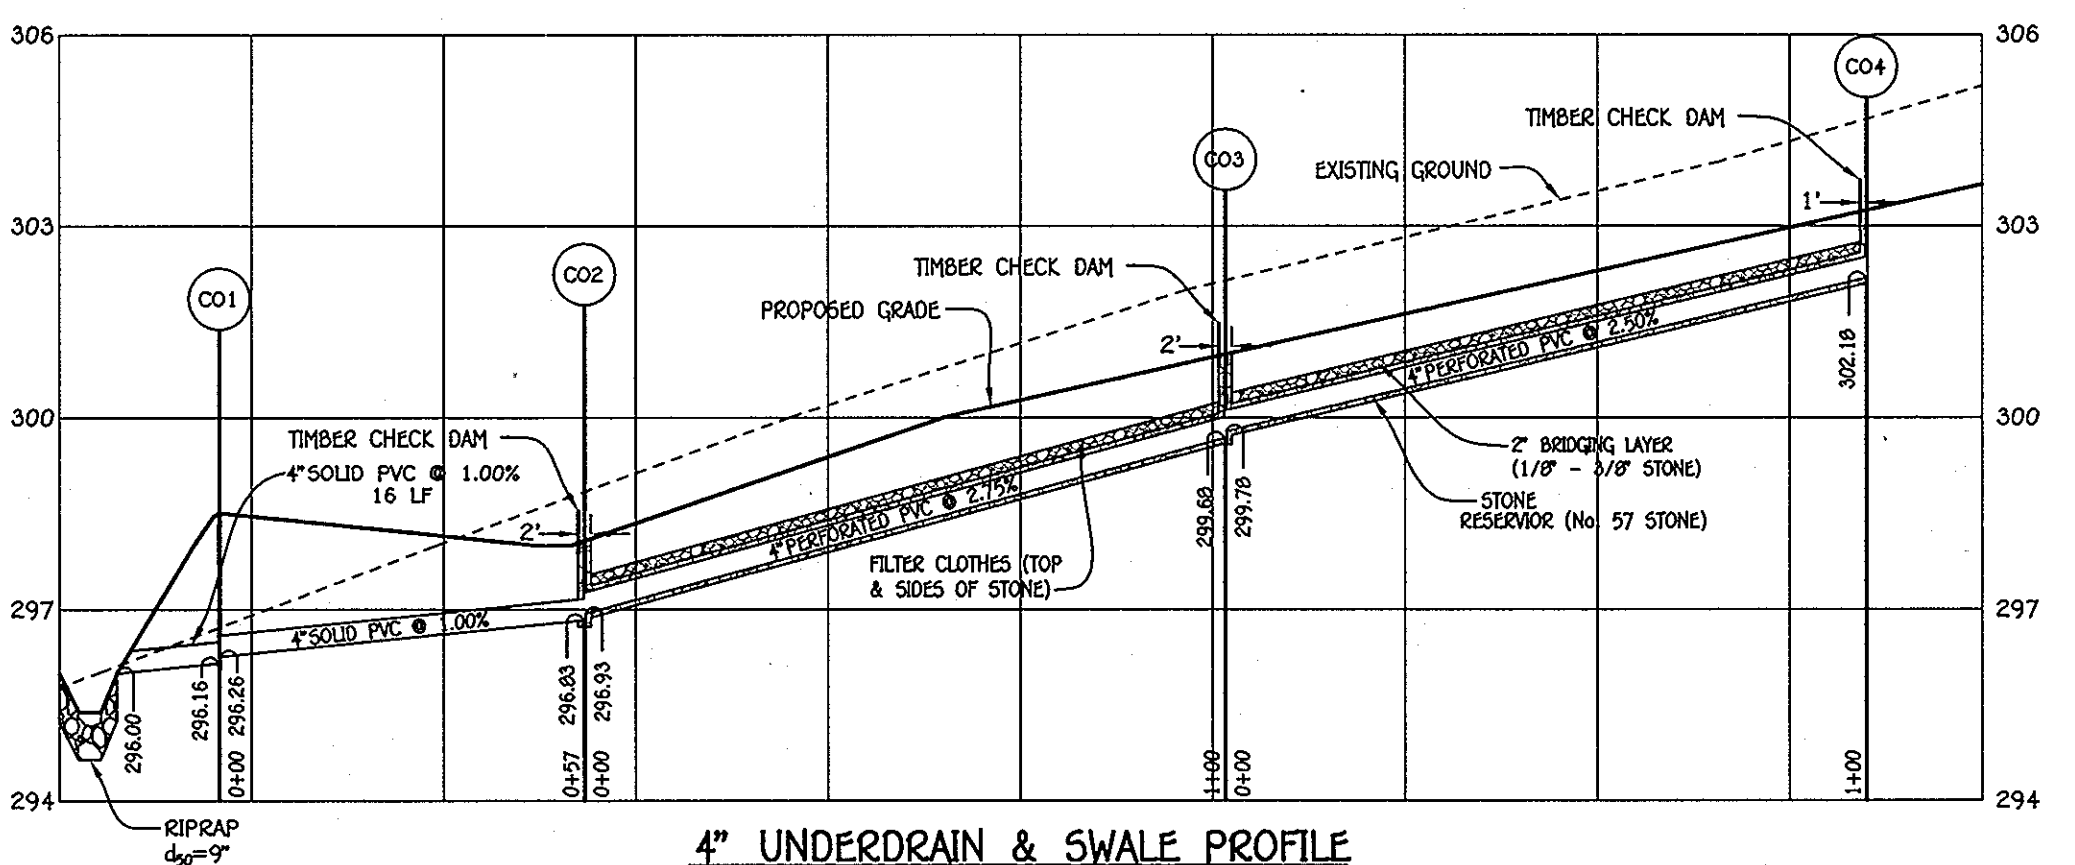 306
306
CO4
TIMBER CHECK DAM
CO3
EXISTING GROUND
1'
303
303
TIMBER CHECK DAM
CO2
CO1
PROPOSED GRADE
2'
4" PERFORATED PVC @ 2.50%
302.18
300
300
TIMBER CHECK DAM
4" SOLID PVC @ 1.00%
16 LF
2" BRIDGING LAYER
(1/8" - 3/8" STONE)
STONE
RESERVIOR (No. 57 STONE)
299.68
299.78
4" PERFORATED PVC @ 2.75%
2'
FILTER CLOTHES (TOP
& SIDES OF STONE)
297
297
4" SOLID PVC @ 1.00%
296.00
296.16
296.26
296.83
296.93
0+00
0+57
0+00
1+00
0+00
1+00
294
294
RIPRAP
d50=9"
4" UNDERDRAIN & SWALE PROFILE